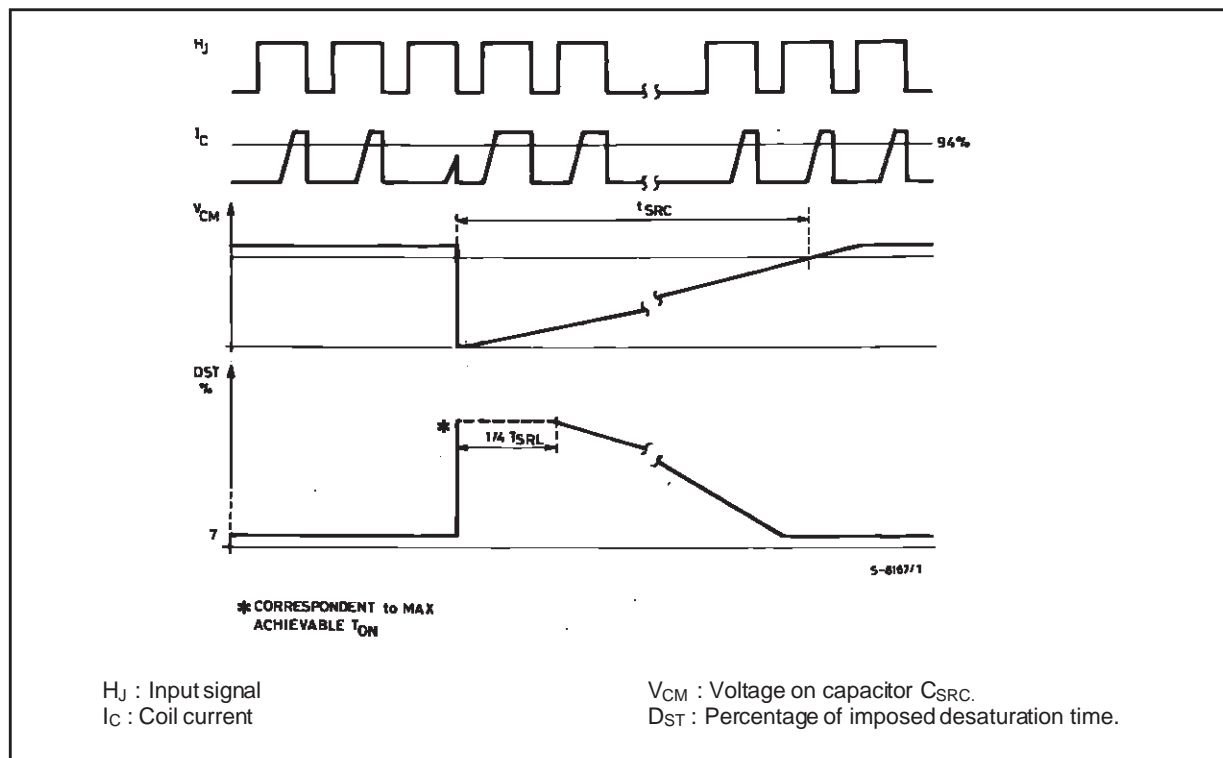 HJ
IC
94%
VCM
tSRC
DST
%
*
1/4 TSRL
7
S-8167/1
* CORRESPONDENT to MAX
ACHIEVABLE TON
HJ : Input signal
IC : Coil current
VCM : Voltage on capacitor CSRC.
DST : Percentage of imposed desaturation time.